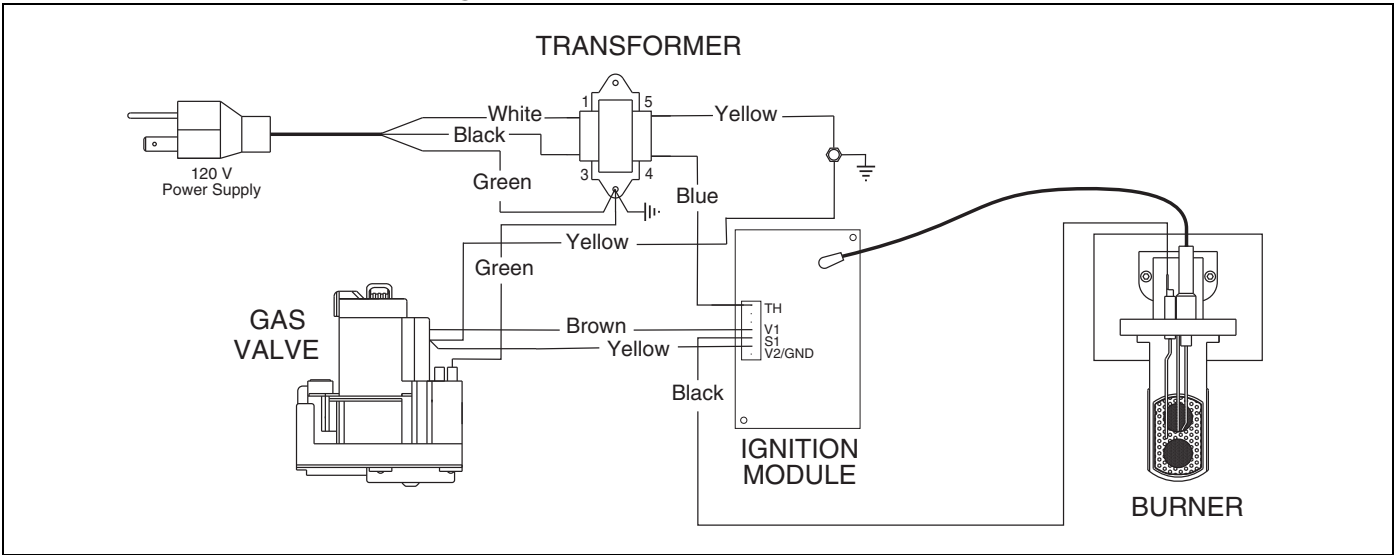 TRANSFORMER
1
5
White
Yellow
Black
120 V
Power Supply
3
4
Green
Blue
Yellow
Green
GAS
VALVE
TH
Brown
V1
S1
Yellow
V2/GND
Black
IGNITION
MODULE
BURNER